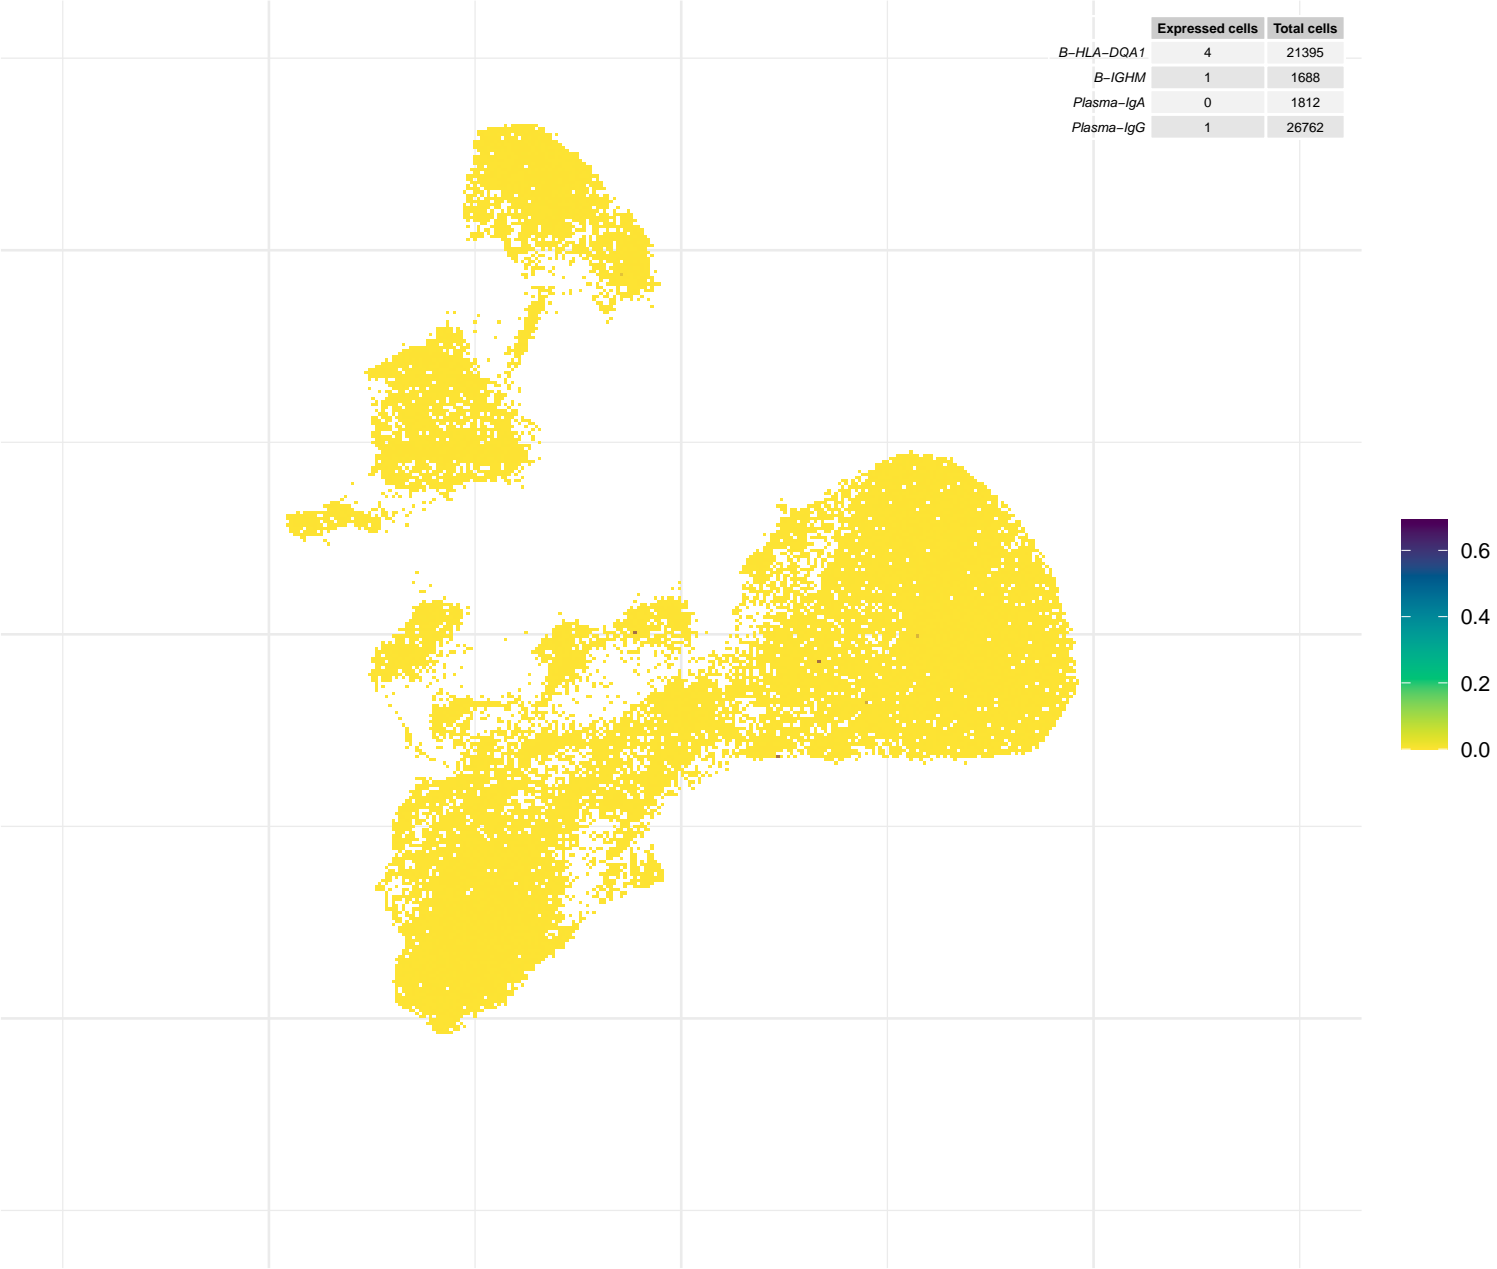 Expressed cells Total cells
B−HLA−DQA1 4 21395
B−IGHM 1 1688
Plasma−IgA 0 1812
Plasma−IgG 1 26762
0.6
0.4
0.2
0.0